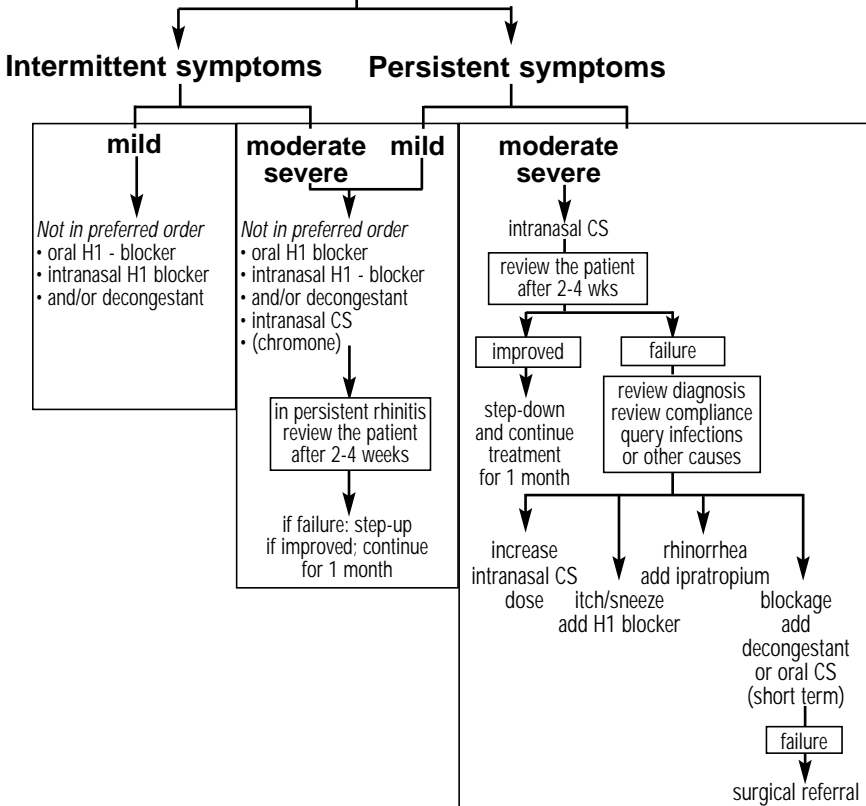 Intermittent symptoms
Persistent symptoms
mild
Not in preferred order
• oral H1 - blocker
• intranasal H1 blocker
• and/or decongestant
moderate
severe
mild
Not in preferred order
• oral H1 blocker
• intranasal H1 - blocker
• and/or decongestant
• intranasal CS
• (chromone)
in persistent rhinitis
review the patient
after 2-4 weeks
if failure: step-up
if improved; continue
for 1 month
moderate
severe
intranasal CS
review the patient
after 2-4 wks
improved
step-down
and continue
treatment
for 1 month
failure
review diagnosis
review compliance
query infections
or other causes
increase
intranasal CS
dose
itch/sneeze
add H1 blocker
rhinorrhea
add ipratropium
blockage
add
decongestant
or oral CS
(short term)
failure
surgical referral